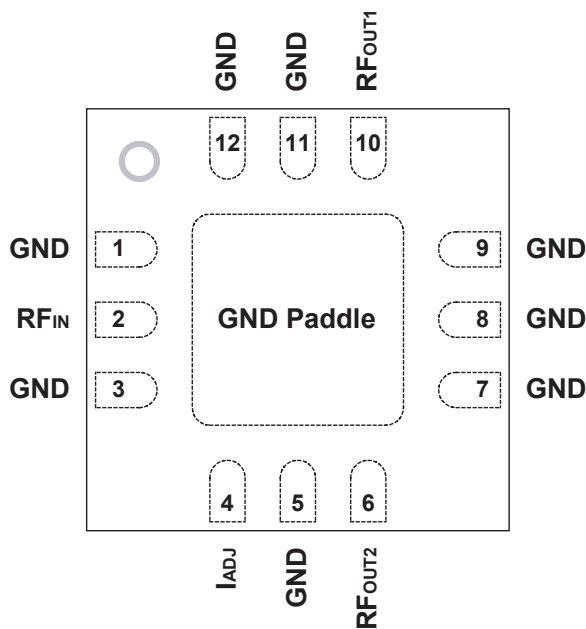 GND GND RFOUT1
12 11 10
GND 1 9 GND
RFIN 2 GND Paddle 8 GND
GND 3 7 GND
4 5 6
IADJ GND RFOUT2